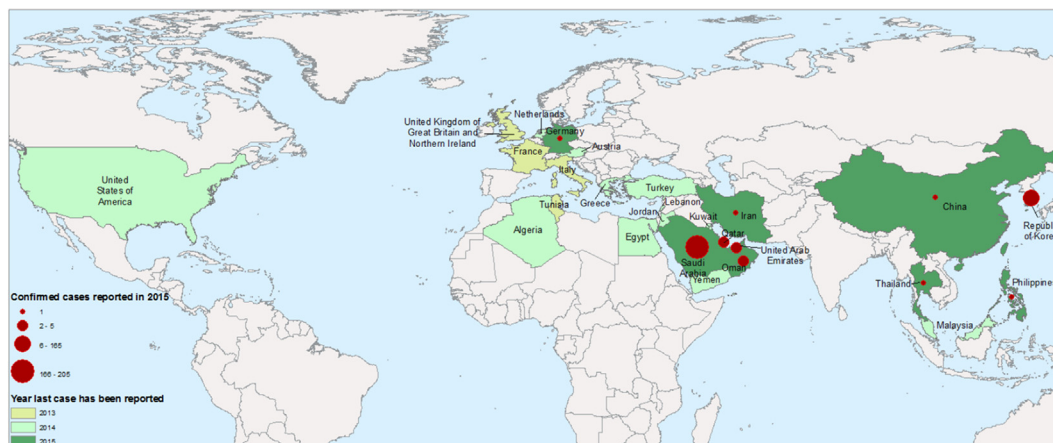 United Kingdom of
Great Britain and
Northern Ireland
Netherlands
Germany
France
Austria
Italy
United
States of
America
Turkey
Tunisia
Greece
Lebanon
Jordan
Kuwait
Iran
China
Algeria
Egypt
Qatar
United Arab
Emirates
Saudi
Arabia
Oman
Yemen
Republi
of Kore
Thailand
Philippine
Malaysia
Confirmed cases reported in 2015
1
2 - 5
6 - 165
166 - 205
Year last case has been reported
2013
2014
2015